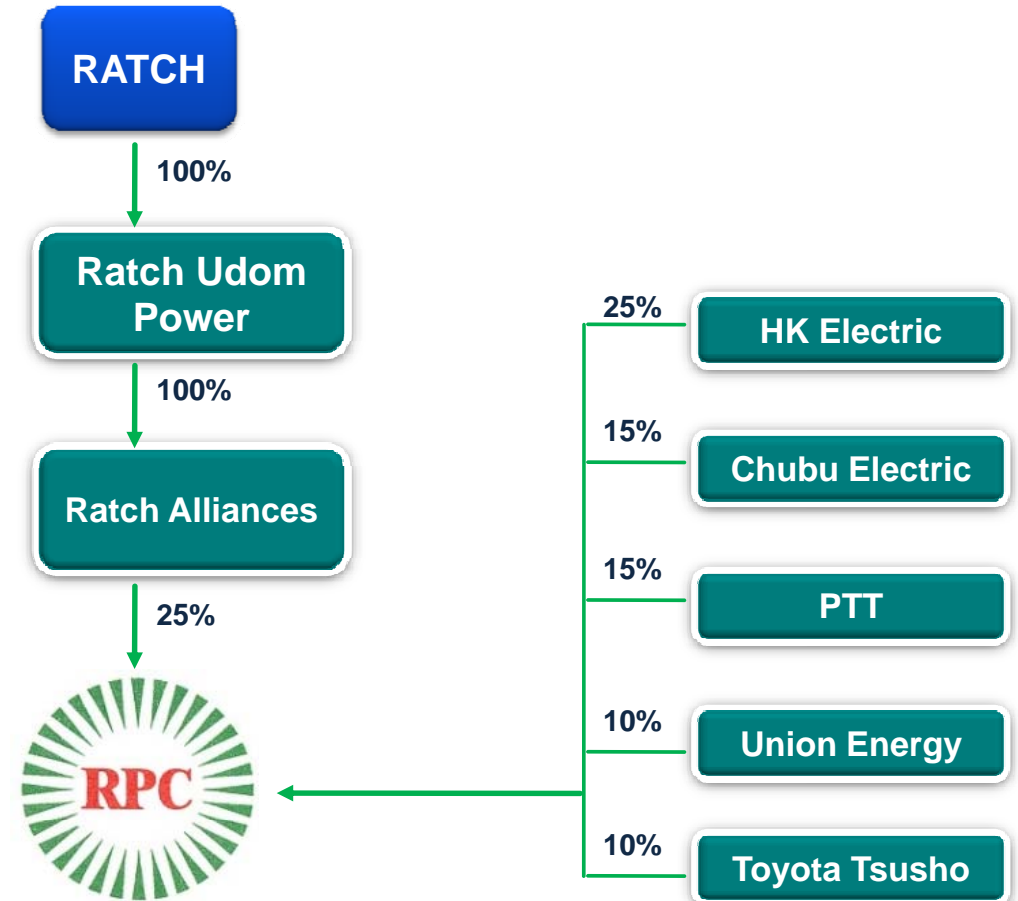 RATCH
100%
Ratch Udom
Power
100%
Ratch Alliances
25%
RPC
25%
HK Electric
15%
Chubu Electric
15%
PTT
10%
Union Energy
10%
Toyota Tsusho